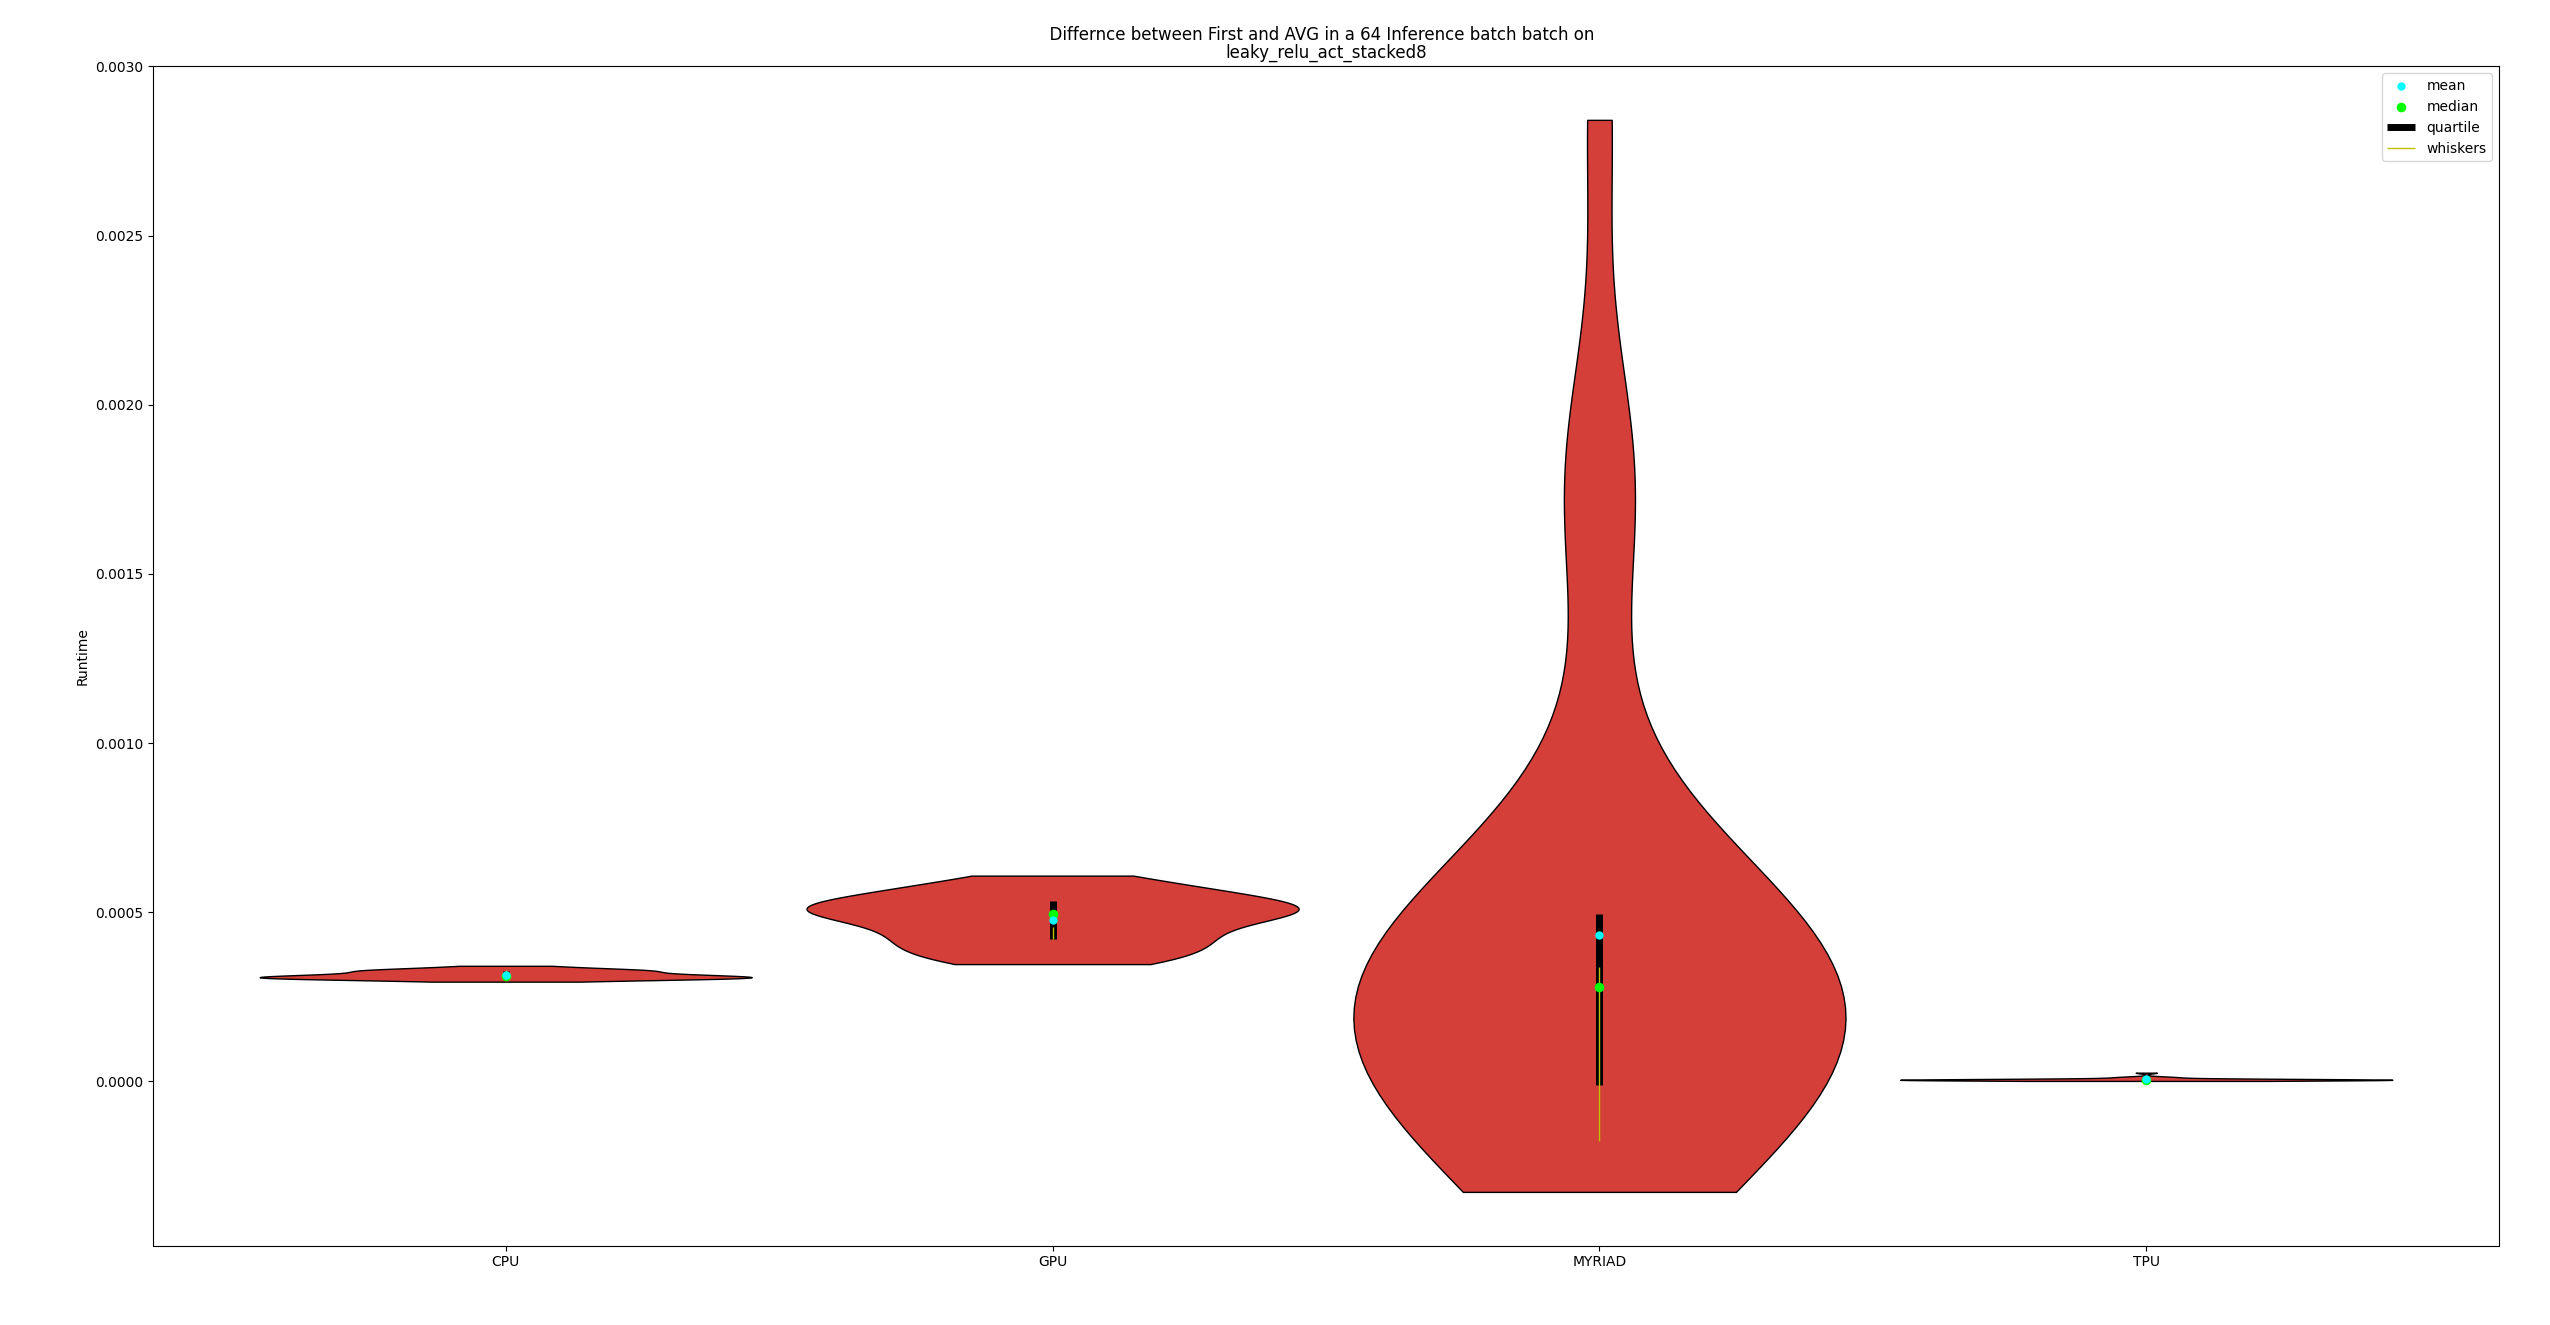 Differnce between First and AVG in a 64 Inference batch batch on
leaky_relu_act_stacked8
mean
median
quartile
whiskers
0.0030
0.0025
0.0020
0.0015
0.0010
0.0005
0.0000
Runtime
CPU
GPU
MYRIAD
TPU